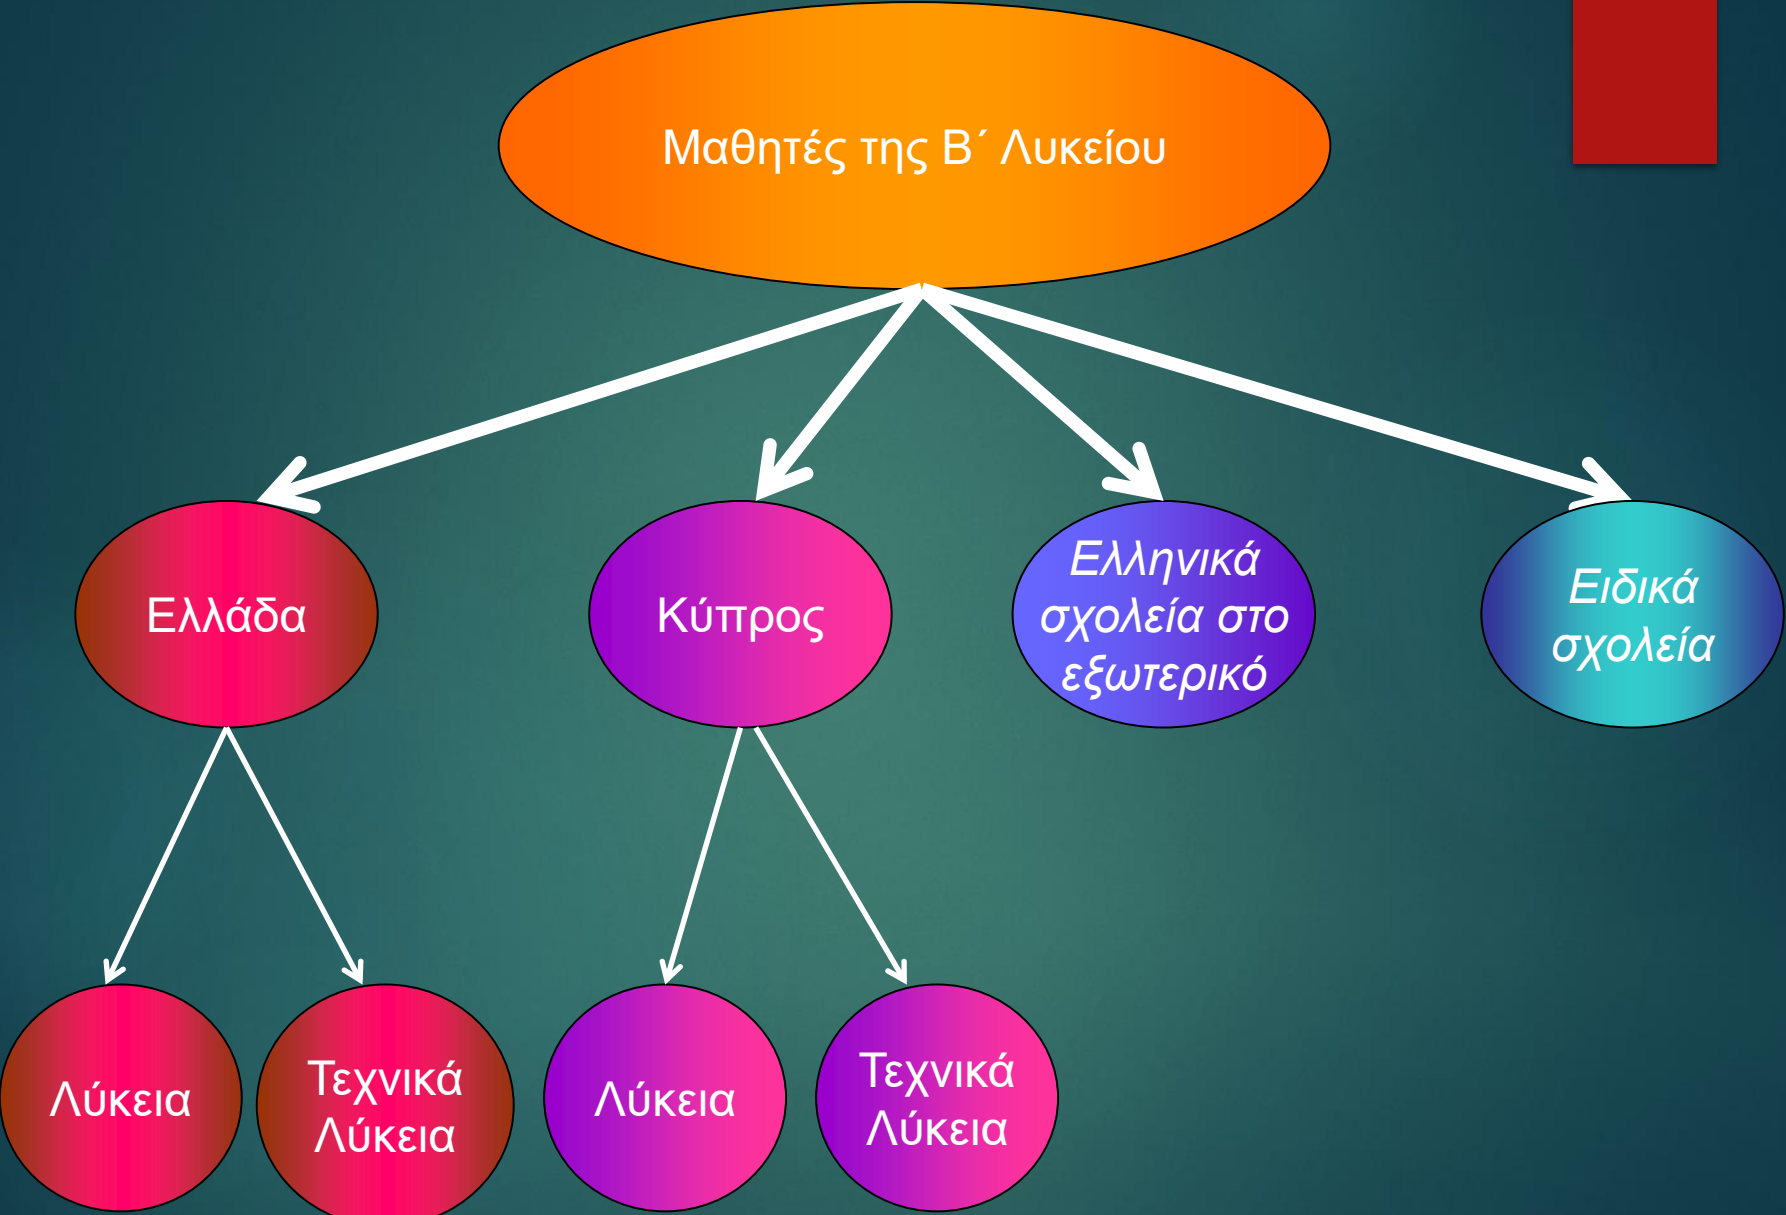 Μαθητές της Β΄ Λυκείου
Ελλάδα
Κύπρος
Ελληνικά
σχολεία στο
εξωτερικό
Ειδικά
σχολεία
Λύκεια
Τεχνικά
Λύκεια
Λύκεια
Τεχνικά
Λύκεια